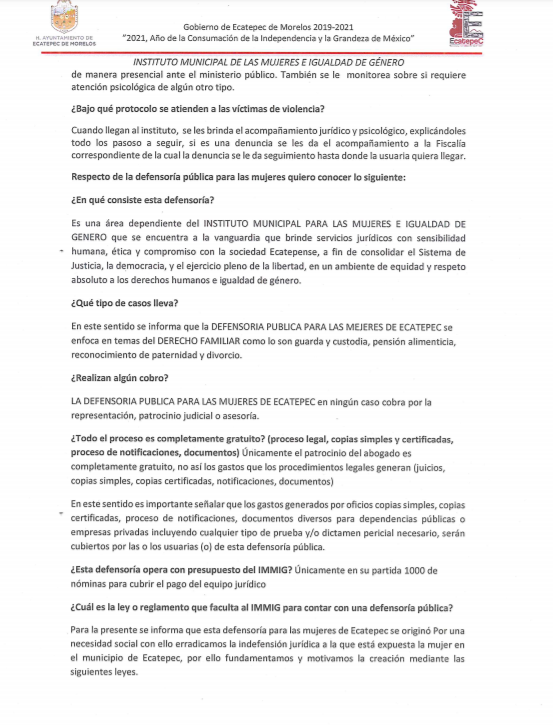 Gobierno de Ecatepec de Morelos 2019-2021
"2021, Año de la Consumación de la Independencia y la Grandeza de México"
H. AYUNTAMIENTO DE
ECATEPEC DE MORELOS
Ecatepec
INSTITUTO MUNICIPAL DE LAS MUJERES E IGUALDAD DE GÉNERO
de manera presencial ante el ministerio público. También se le monitorea sobre si requiere
atención psicológica de algún otro tipo.
¿Bajo qué protocolo se atienden a las víctimas de violencia?
Cuando llegan al instituto, se les brinda el acompañamiento jurídico y psicológico, explicándoles
todo los pasoso a seguir, si es una denuncia se les da el acompañamiento a la Fiscalía
correspondiente de la cual la denuncia se le da seguimiento hasta donde la usuaria quiera llegar.
Respecto de la defensoría pública para las mujeres quiero conocer lo siguiente:
¿En qué consiste esta defensoría?
Es una área dependiente del INSTITUTO MUNICIPAL PARA LAS MUJERES E IGUALDAD DE
GENERO que se encuentra a la vanguardia que brinde servicios jurídicos con sensibilidad
humana, ética y compromiso con la sociedad Ecatepense, a fin de consolidar el Sistema de
Justicia, la democracia, y el ejercicio pleno de la libertad, en un ambiente de equidad y respeto
absoluto a los derechos humanos e igualdad de género.
¿Qué tipo de casos lleva?
En este sentido se informa que la DEFENSORIA PUBLICA PARA LAS MEJERES DE ECATEPEC se
enfoca en temas del DERECHO FAMILIAR como lo son guarda y custodia, pensión alimenticia,
reconocimiento de paternidad y divorcio.
¿Realizan algún cobro?
LA DEFENSORIA PUBLICA PARA LAS MUJERES DE ECATEPEC en ningún caso cobra por la
representación, patrocinio judicial o asesoría.
¿Todo el proceso es completamente gratuito? (proceso legal, copias simples y certificadas,
proceso de notificaciones, documentos) Únicamente el patrocinio del abogado es
completamente gratuito, no así los gastos que los procedimientos legales generan (juicios,
copias simples, copias certificadas, notificaciones, documentos)
En este sentido es importante señalar que los gastos generados por oficios copias simples, copias
certificadas, proceso de notificaciones, documentos diversos para dependencias públicas o
empresas privadas incluyendo cualquier tipo de prueba y/o dictamen pericial necesario, serán
cubiertos por las o los usuarias (o) de esta defensoría pública.
¿Esta defensoría opera con presupuesto del IMMIG? Únicamente en su partida 1000 de
nóminas para cubrir el pago del equipo jurídico
¿Cuál es la ley o reglamento que faculta al IMMIG para contar con una defensoría pública?
Para la presente se informa que esta defensoría para las mujeres de Ecatepec se originó Por una
necesidad social con ello erradicamos la indefensión jurídica a la que está expuesta la mujer en
el municipio de Ecatepec, por ello fundamentamos y motivamos la creación mediante las
siguientes leyes.